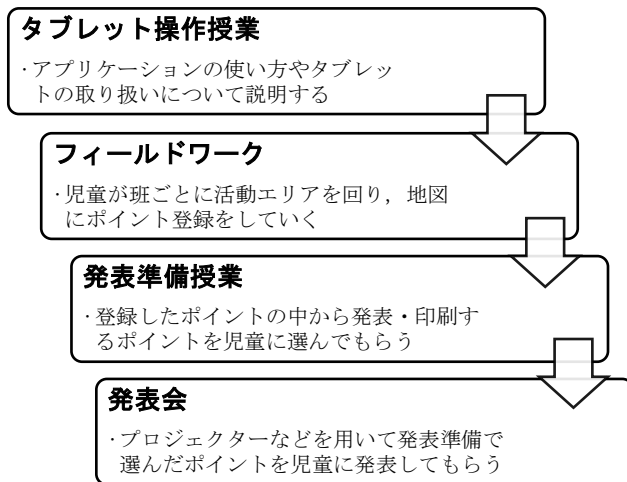 タブレット操作授業
·アプリケーションの使い方やタブレッ
トの取り扱いについて説明する
フィールドワーク
·児童が班ごとに活動エリアを回り，地図
にポイント登録をしていく
発表準備授業
·登録したポイントの中から発表・印刷す
るポイントを児童に選んでもらう
発表会
·プロジェクターなどを用いて発表準備で
選んだポイントを児童に発表してもらう